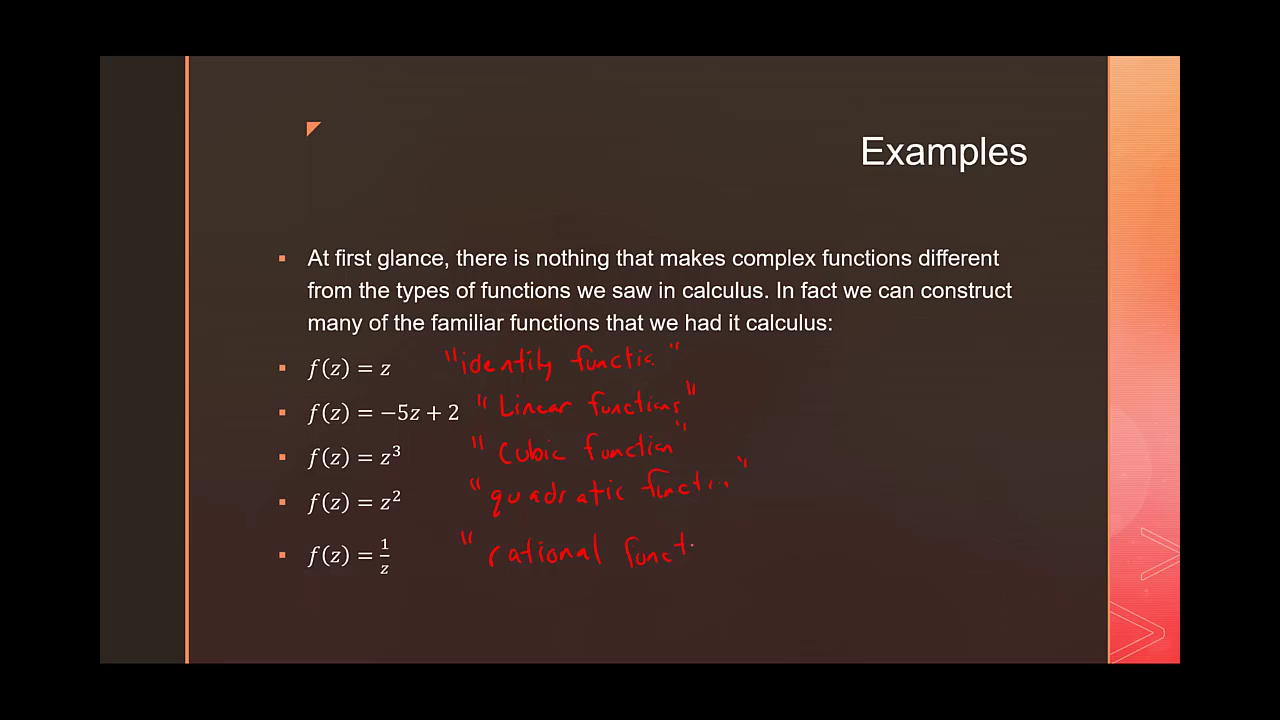 Examples
▪ At first glance, there is nothing that makes complex functions different
from the types of functions we saw in calculus. In fact we can construct
many of the familiar functions that we had it calculus:
▪ f(z) = z "identity functio "
▪ f(z) = −5z + 2 "Linear functions"
▪ f(z) = z³ "Cubic function"
▪ f(z) = z² "quadratic functi.. "
▪ f(z) = 1/z "rational funct